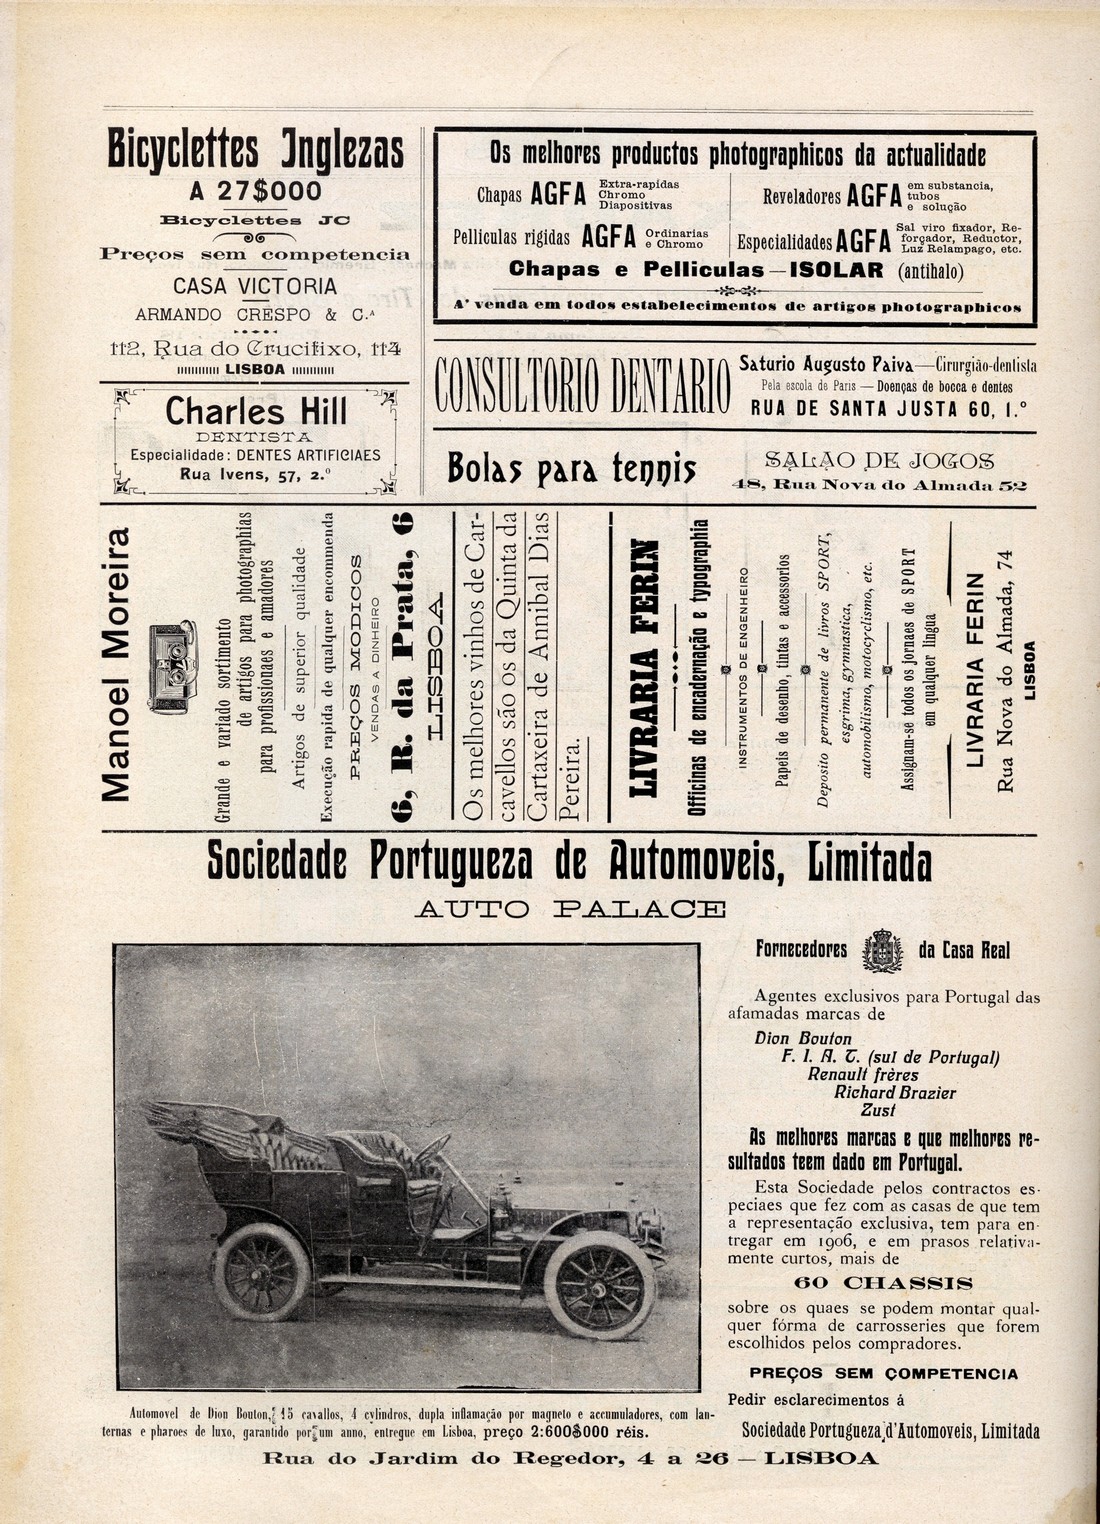 Bicyclettes Inglezas
A 27$000
Bicyclettes JC
Preços sem competencia
CASA VICTORIA
ARMANDO CRESPO & C.ᴬ
112, Rua do Crucifixo, 114
LISBOA
Charles Hill
DENTISTA
Especialidade: DENTES ARTIFICIAES
Rua Ivens, 57, 2.º
Os melhores productos photographicos da actualidade
Chapas AGFA Extra-rapidas
Chromo
Diapositivas
Reveladores AGFA em substancia,
tubos
e solução
Pelliculas rigidas AGFA Ordinarias
e Chromo
Especialidades AGFA Sal viro fixador, Re-
forçador, Reductor,
Luz Relampago, etc.
Chapas e Pelliculas — ISOLAR (antihalo)
A' venda em todos estabelecimentos de artigos photographicos
CONSULTORIO DENTARIO
Saturio Augusto Paiva—Cirurgião-dentista
Pela escola de Paris — Doenças de bocca e dentes
RUA DE SANTA JUSTA 60, 1.º
Bolas para tennis
SALÃO DE JOGOS
48, Rua Nova do Almada 52
Manoel Moreira
Grande e variado sortimento
de artigos para photographias
para profissionaes e amadores
Artigos de superior qualidade
Execução rapida de qualquer encommenda
PREÇOS MODICOS
VENDAS A DINHEIRO
6, R. da Prata, 6
LISBOA
Os melhores vinhos de Car-
cavellos são os da Quinta da
Cartaxeira de Annibal Dias
Pereira.
LIVRARIA FERIN
Officinas de encadernação e typographia
INSTRUMENTOS DE ENGENHEIRO
Papeis de desenho, tintas e accessorios
Deposito permanente de livros SPORT,
esgrima, gymnastica,
automobilismo, motocyclismo, etc.
Assignam-se todos os jornaes de SPORT
em qualquer lingua
LIVRARIA FERIN
Rua Nova do Almada, 74
LISBOA
Sociedade Portugueza de Automoveis, Limitada
AUTO PALACE
Fornecedores da Casa Real
Agentes exclusivos para Portugal das
afamadas marcas de
Dion Bouton
F. I. A. T. (sul de Portugal)
Renault frères
Richard Brazier
Zust
As melhores marcas e que melhores re-
sultados teem dado em Portugal.
Esta Sociedade pelos contractos es-
peciaes que fez com as casas de que tem
a representação exclusiva, tem para en-
tregar em 1906, e em prasos relativa-
mente curtos, mais de
60 CHASSIS
sobre os quaes se podem montar qual-
quer fórma de carrosseries que forem
escolhidos pelos compradores.
PREÇOS SEM COMPETENCIA
Pedir esclarecimentos á
Sociedade Portugueza d'Automoveis, Limitada
Automovel de Dion Bouton, 15 cavallos, 4 cylindros, dupla inflamação por magneto e accumuladores, com lan-
ternas e pharoes de luxo, garantido por um anno, entregue em Lisboa, preço 2:600$000 réis.
Rua do Jardim do Regedor, 4 a 26 — LISBOA